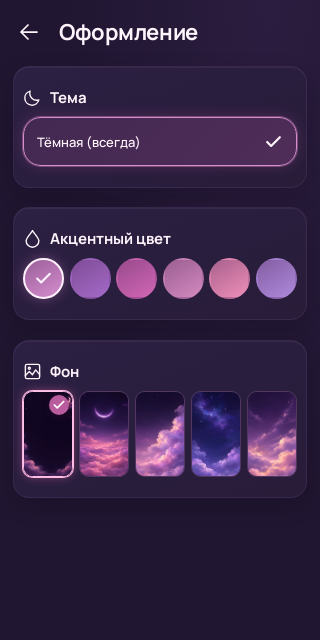 Оформление
Тема
Тёмная (всегда)
Акцентный цвет
Фон